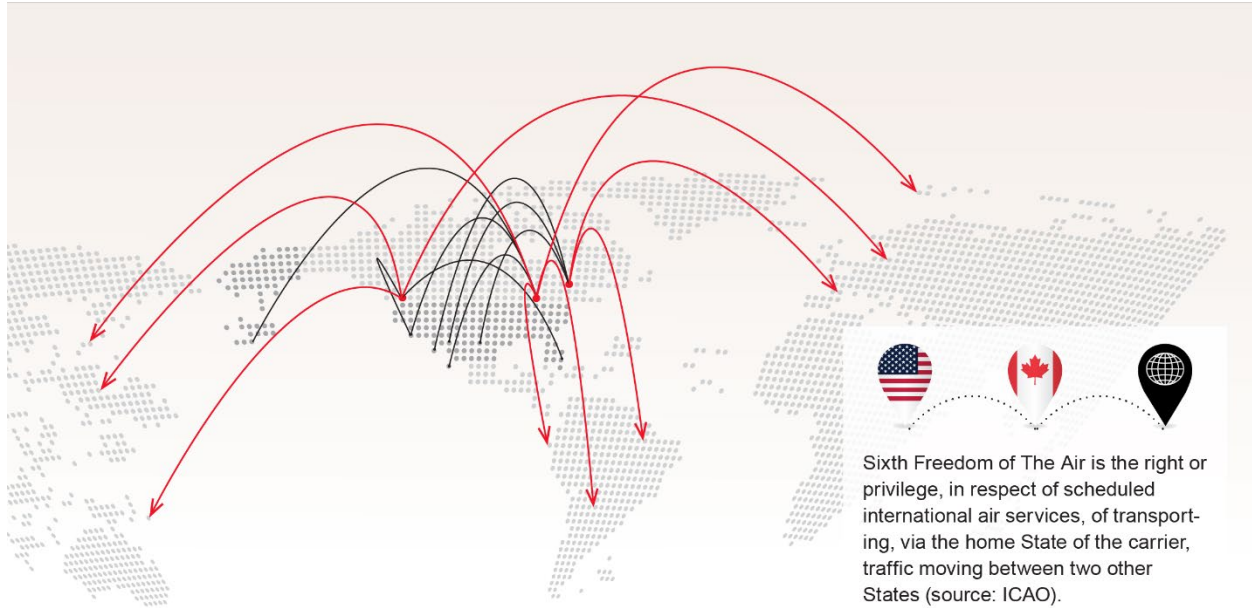 Sixth Freedom of The Air is the right or
privilege, in respect of scheduled
international air services, of transport-
ing, via the home State of the carrier,
traffic moving between two other
States (source: ICAO).